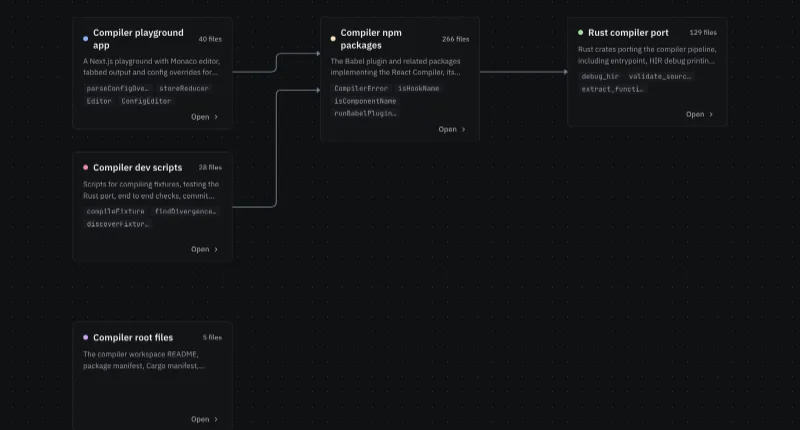 Compiler playground
app
40 files
A Next.js playground with Monaco editor,
tabbed output and config overrides for...
parseConfigOve… storeReducer
Editor ConfigEditor
Open >
Compiler npm
packages
266 files
The Babel plugin and related packages
implementing the React Compiler, its...
CompilerError isHookName
isComponentName
runBabelPlugin…
Open >
Rust compiler port
129 files
Rust crates porting the compiler pipeline,
including entrypoint, HIR debug printin...
debug_hir validate_sourc…
extract_functi…
Open >
Compiler dev scripts
28 files
Scripts for compiling fixtures, testing the
Rust port, end to end checks, commit...
compileFixture findDivergence…
discoverFixtur…
Open >
Compiler root files
5 files
The compiler workspace README,
package manifest, Cargo manifest,...
Open >